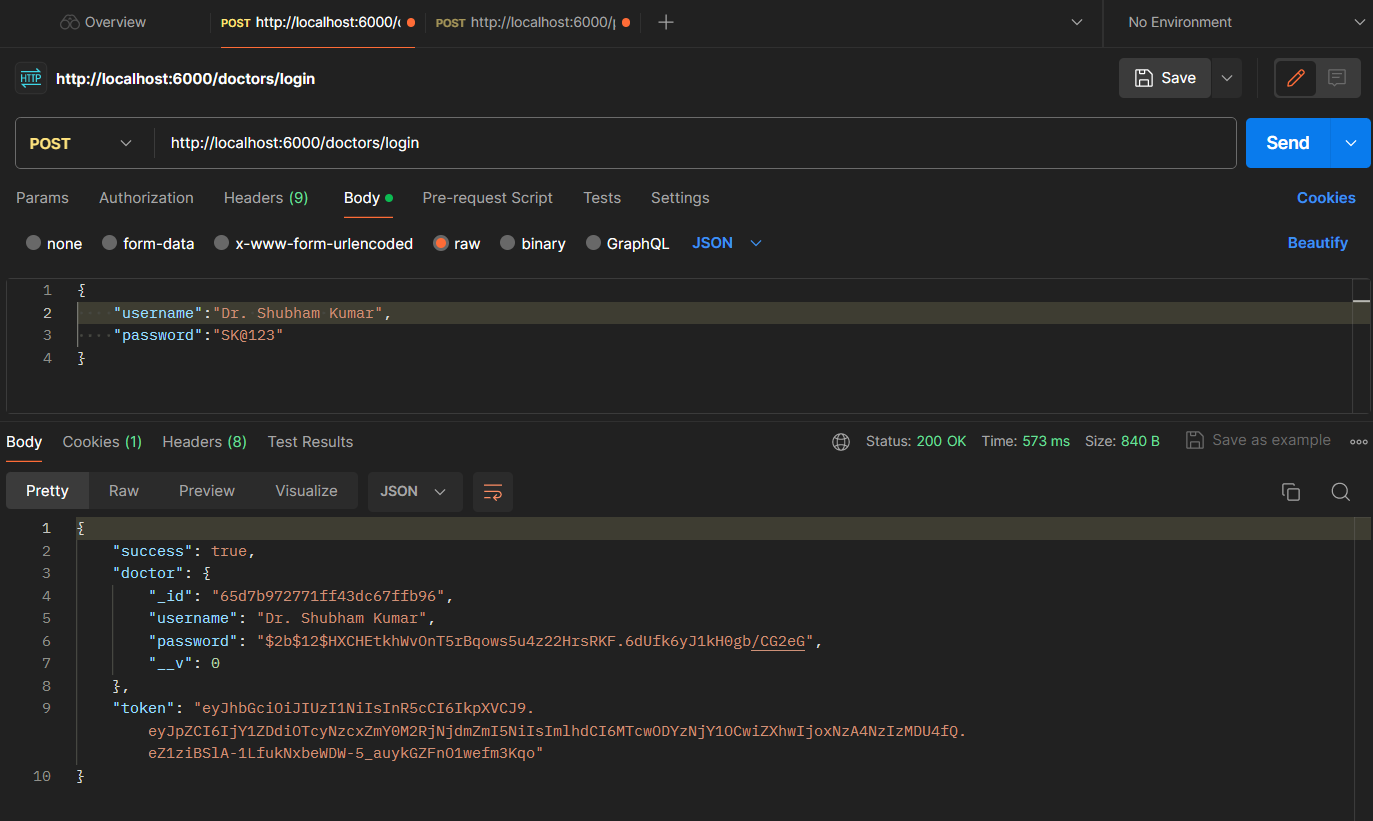 Overview
POST http://localhost:6000/
POST http://localhost:6000/
No Environment
HTTP
http://localhost:6000/doctors/login
Save
POST
http://localhost:6000/doctors/login
Send
Params Authorization Headers (9) Body Pre-request Script Tests Settings Cookies
none form-data x-www-form-urlencoded raw binary GraphQL JSON Beautify
1 {
2 "username":"Dr. Shubham Kumar",
3 "password":"SK@123"
4 }
Body Cookies (1) Headers (8) Test Results Status: 200 OK Time: 573 ms Size: 840 B Save as example
Pretty Raw Preview Visualize JSON
1 {
2 "success": true,
3 "doctor": {
4 "_id": "65d7b972771ff43dc67ffb96",
5 "username": "Dr. Shubham Kumar",
6 "password": "$2b$12$HXCHEtkhWvOnT5rBqows5u4z22HrsRKF.6dUfk6yJ1kH0gb/CG2eG",
7 "__v": 0
8 },
9 "token": "eyJhbGciOiJIUzI1NiIsInR5cCI6IkpXVCJ9.
eyJpZCI6IjY1ZDdiOTcyNzcxZmY0M2RjNjdmZmI5NiIsImlhdCI6MTcwODYzNjY1OCwiZXhwIjoxNzA4NzIzMDU4fQ.
eZ1ziBSlA-1LfukNxbeWDW-5_auykGZFnO1wefm3Kqo"
10 }